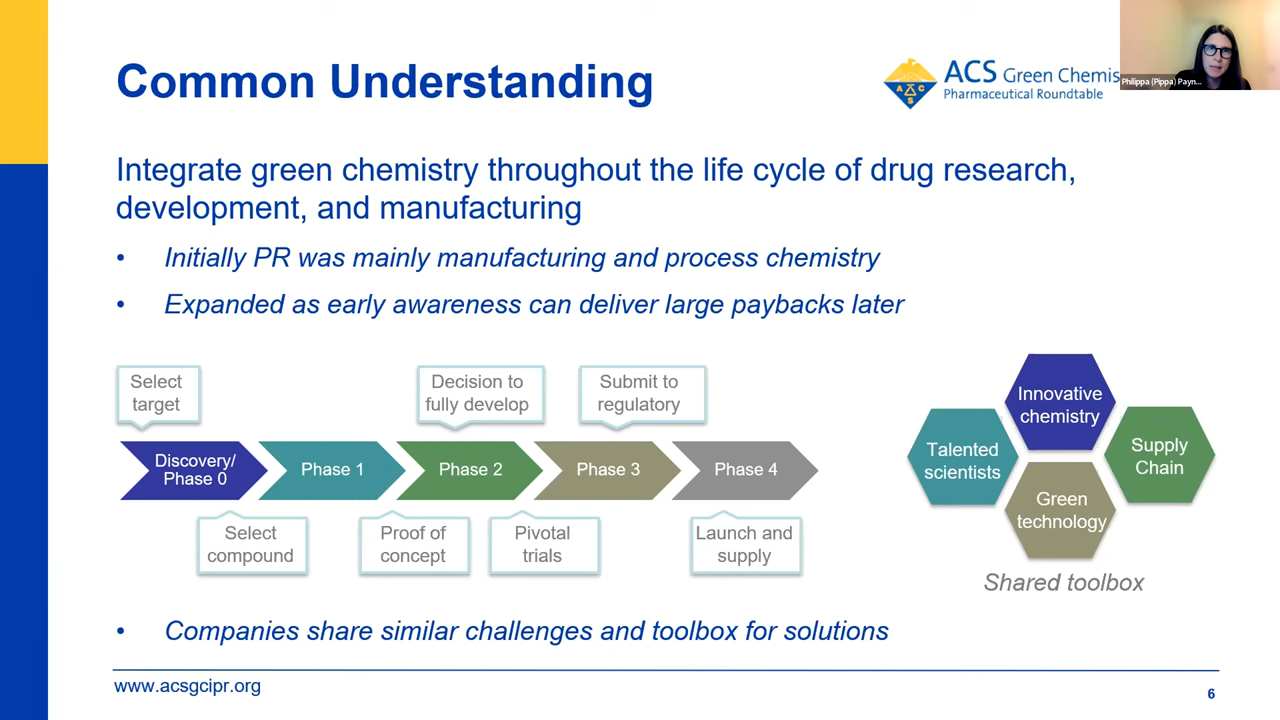 Common Understanding
ACS Green Chemis
Pharmaceutical Roundtable
A C
S
Philippa (Pippa) Payn...
Integrate green chemistry throughout the life cycle of drug research,
development, and manufacturing
• Initially PR was mainly manufacturing and process chemistry
• Expanded as early awareness can deliver large paybacks later
Select
target
Decision to
fully develop
Submit to
regulatory
Discovery/
Phase 0
Phase 1
Phase 2
Phase 3
Phase 4
Select
compound
Proof of
concept
Pivotal
trials
Launch and
supply
Innovative
chemistry
Talented
scientists
Supply
Chain
Green
technology
Shared toolbox
• Companies share similar challenges and toolbox for solutions
www.acsgcipr.org
6